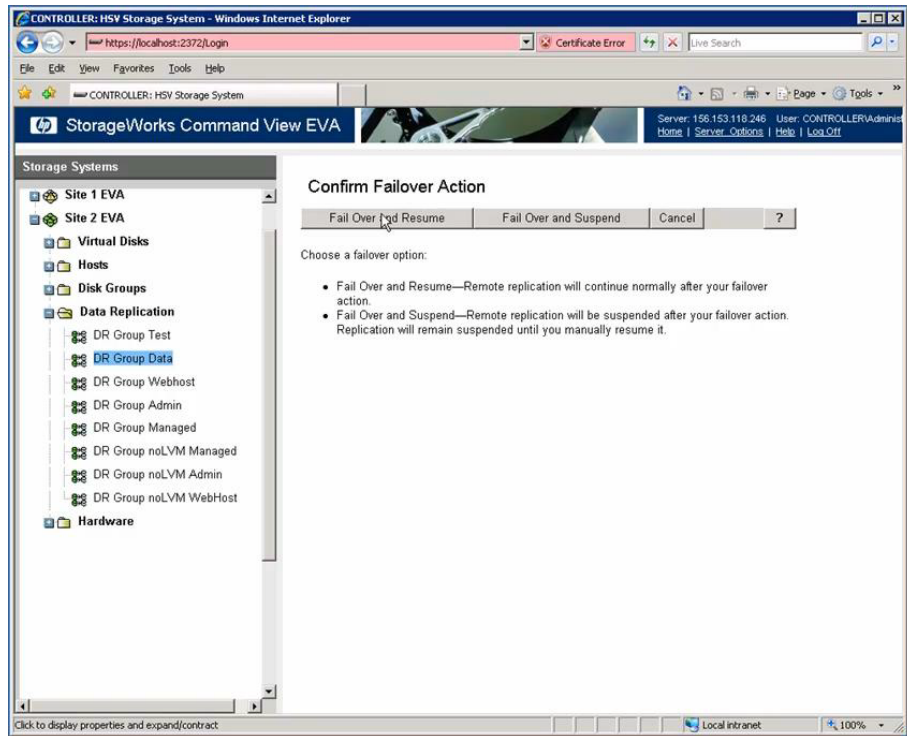 CONTROLLER: HSV Storage System - Windows Internet Explorer
https://localhost:2372/Login
Certificate Error
Live Search
File Edit View Favorites Tools Help
CONTROLLER: HSV Storage System
Page Tools
hp StorageWorks Command View EVA
Server: 156.153.118.246 User: CONTROLLER\Administ
Home | Server Options | Help | Log Off
Storage Systems
Site 1 EVA
Site 2 EVA
Virtual Disks
Hosts
Disk Groups
Data Replication
DR Group Test
DR Group Data
DR Group Webhost
DR Group Admin
DR Group Managed
DR Group noLVM Managed
DR Group noLVM Admin
DR Group noLVM WebHost
Hardware
Confirm Failover Action
Fail Over and Resume
Fail Over and Suspend
Cancel
?
Choose a failover option:
• Fail Over and Resume—Remote replication will continue normally after your failover
action.
• Fail Over and Suspend—Remote replication will be suspended after your failover action.
Replication will remain suspended until you manually resume it.
Click to display properties and expand/contract
Local intranet
100%